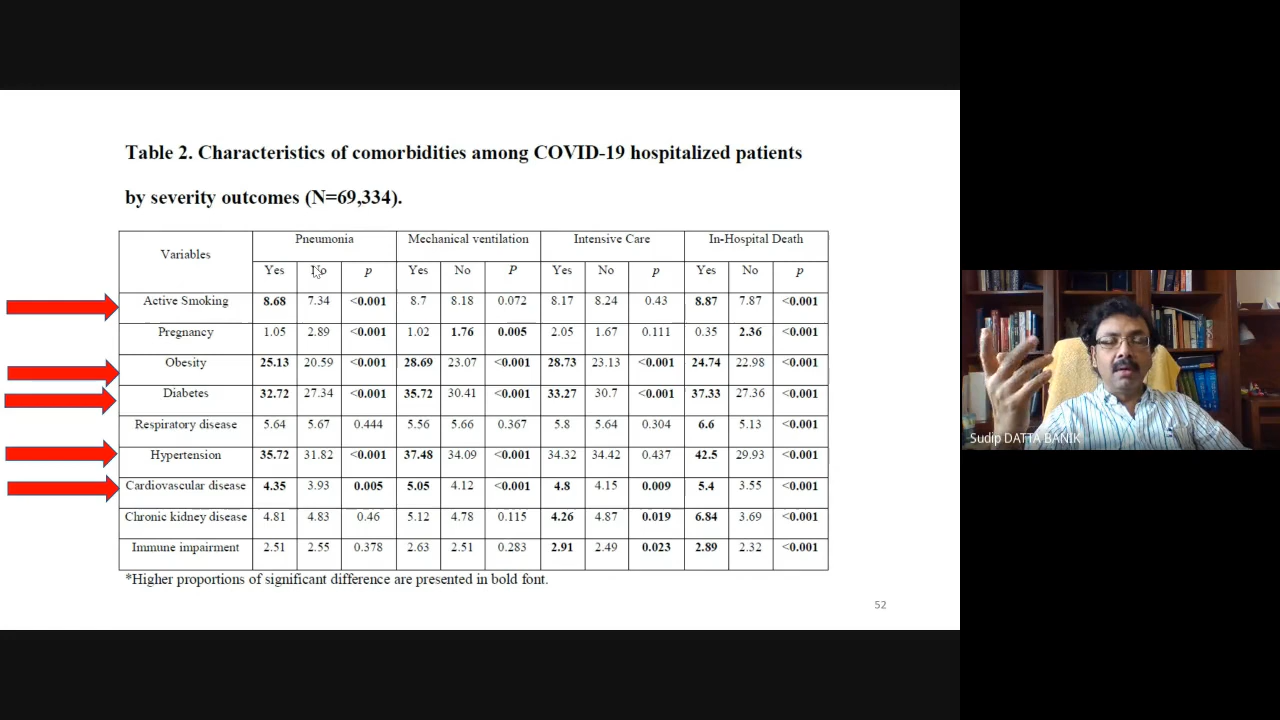 Table 2. Characteristics of comorbidities among COVID-19 hospitalized patients
by severity outcomes (N=69,334).
Variables Pneumonia Mechanical ventilation Intensive Care In-Hospital Death
Yes No p Yes No P Yes No p Yes No p
Active Smoking 8.68 7.34 <0.001 8.7 8.18 0.072 8.17 8.24 0.43 8.87 7.87 <0.001
Pregnancy 1.05 2.89 <0.001 1.02 1.76 0.005 2.05 1.67 0.111 0.35 2.36 <0.001
Obesity 25.13 20.59 <0.001 28.69 23.07 <0.001 28.73 23.13 <0.001 24.74 22.98 <0.001
Diabetes 32.72 27.34 <0.001 35.72 30.41 <0.001 33.27 30.7 <0.001 37.33 27.36 <0.001
Respiratory disease 5.64 5.67 0.444 5.56 5.66 0.367 5.8 5.64 0.304 6.6 5.13 <0.001
Hypertension 35.72 31.82 <0.001 37.48 34.09 <0.001 34.32 34.42 0.437 42.5 29.93 <0.001
Cardiovascular disease 4.35 3.93 0.005 5.05 4.12 <0.001 4.8 4.15 0.009 5.4 3.55 <0.001
Chronic kidney disease 4.81 4.83 0.46 5.12 4.78 0.115 4.26 4.87 0.019 6.84 3.69 <0.001
Immune impairment 2.51 2.55 0.378 2.63 2.51 0.283 2.91 2.49 0.023 2.89 2.32 <0.001
*Higher proportions of significant difference are presented in bold font.
52
Sudip DATTA BANIK